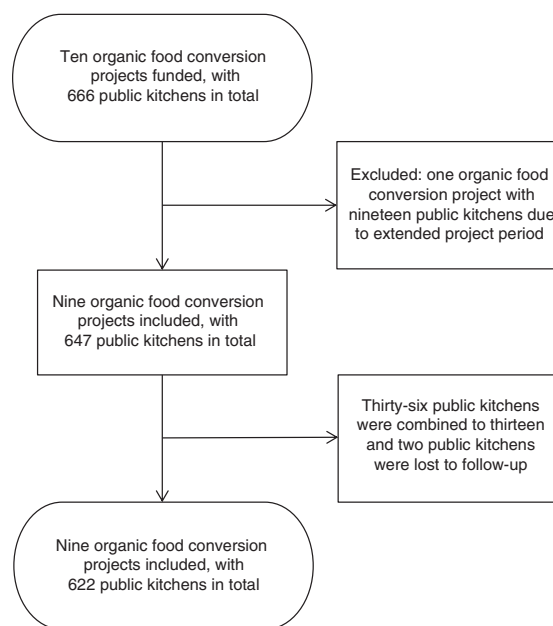 Ten organic food conversion
projects funded, with
666 public kitchens in total
Excluded: one organic food
conversion project with
nineteen public kitchens due
to extended project period
Nine organic food conversion
projects included, with
647 public kitchens in total
Thirty-six public kitchens
were combined to thirteen
and two public kitchens
were lost to follow-up
Nine organic food conversion
projects included, with
622 public kitchens in total